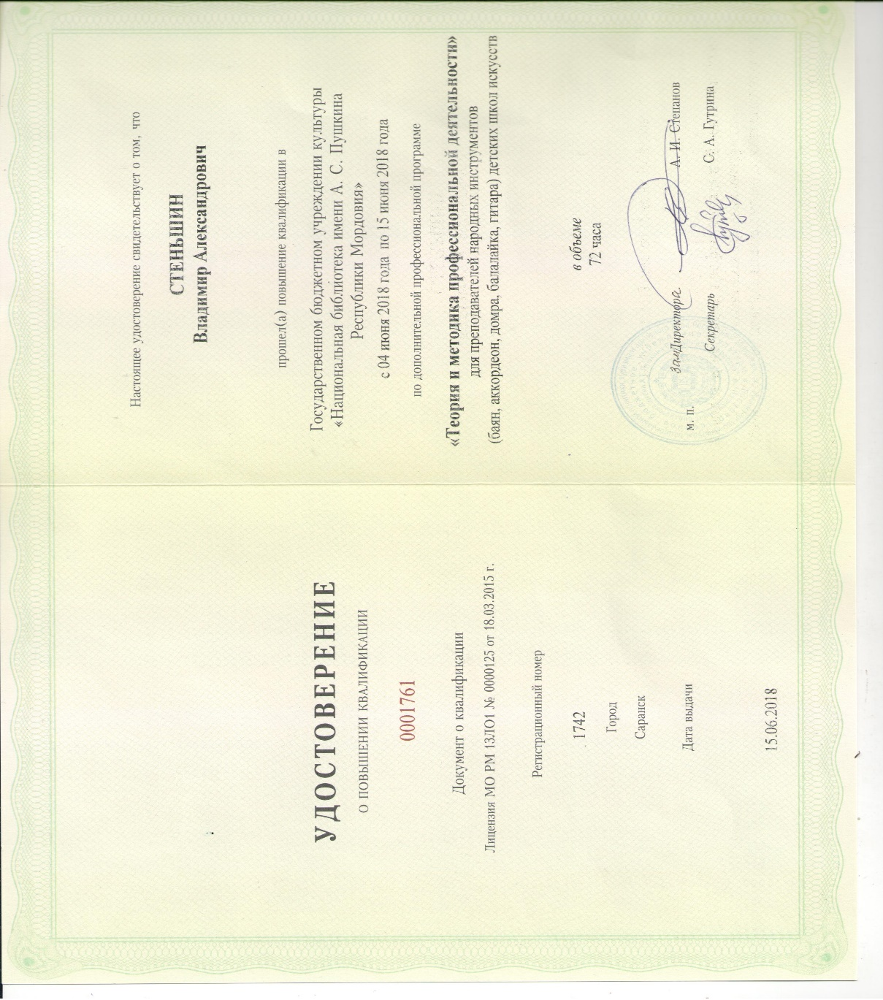 УДОСТОВЕРЕНИЕ
О ПОВЫШЕНИИ КВАЛИФИКАЦИИ
0001761
Документ о квалификации
Лицензия МО РМ 13ЛО1 № 0000125 от 18.03.2015 г.
Регистрационный номер
1742
Город
Саранск
Дата выдачи
15.06.2018
Настоящее удостоверение свидетельствует о том, что
СТЕНЬШИН
Владимир Александрович
прошел(а) повышение квалификации в
Государственном бюджетном учреждении культуры
«Национальная библиотека имени А. С. Пушкина
Республики Мордовия»
с 04 июня 2018 года по 15 июня 2018 года
по дополнительной профессиональной программе
«Теория и методика профессиональной деятельности»
для преподавателей народных инструментов
(баян, аккордеон, домра, балалайка, гитара) детских школ искусств
в объеме
72 часа
зам Директора А. И. Степанов
м. п.
Секретарь С. А. Гутрина